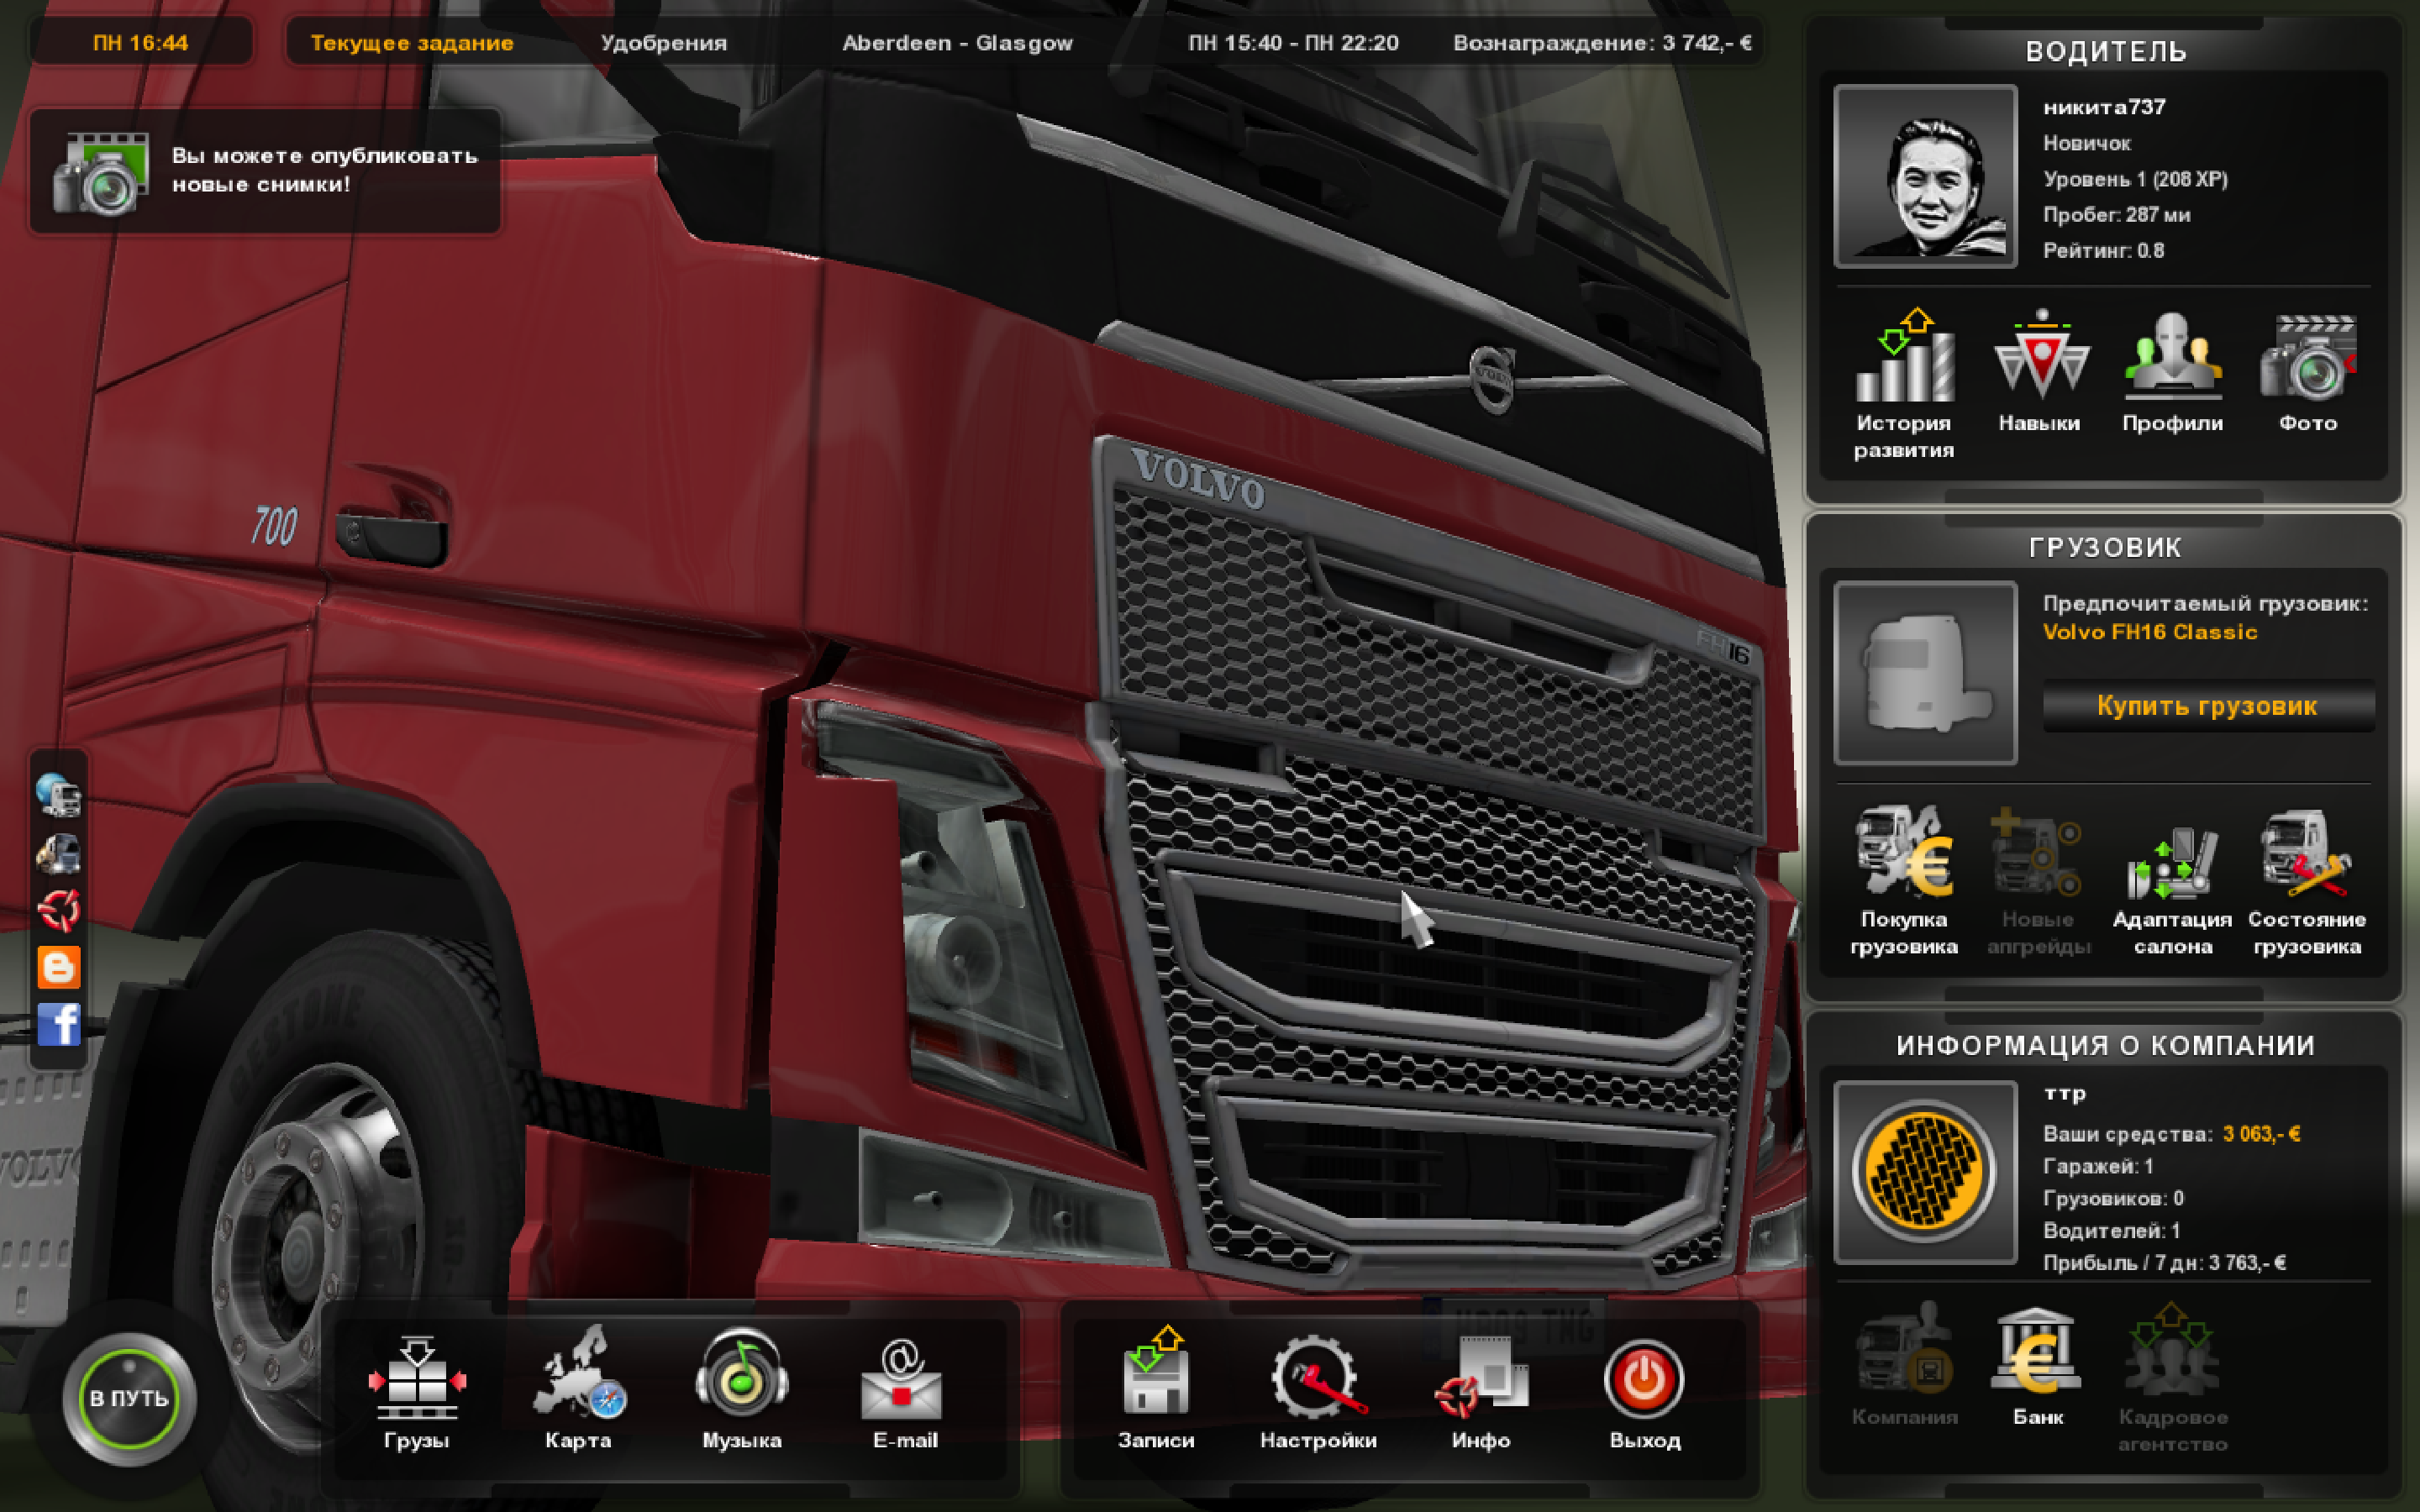 ПН 16:44
Текущее задание
Удобрения
Aberdeen - Glasgow
ПН 15:40 - ПН 22:20
Вознаграждение: 3 742,- €
Вы можете опубликовать
новые снимки!
700
VOLVO
VOLVO
FH16
VOLVO
В ПУТЬ
Грузы
Карта
Музыка
E-mail
Записи
Настройки
Инфо
Выход
ВОДИТЕЛЬ
никита737
Новичок
Уровень 1 (208 XP)
Пробег: 287 ми
Рейтинг: 0.8
История
развития
Навыки
Профили
Фото
ГРУЗОВИК
Предпочитаемый грузовик:
Volvo FH16 Classic
Купить грузовик
Покупка
грузовика
Новые
апгрейды
Адаптация
салона
Состояние
грузовика
ИНФОРМАЦИЯ О КОМПАНИИ
ттр
Ваши средства: 3 063,- €
Гаражей: 1
Грузовиков: 0
Водителей: 1
Прибыль / 7 дн: 3 763,- €
Компания
Банк
Кадровое
агентство